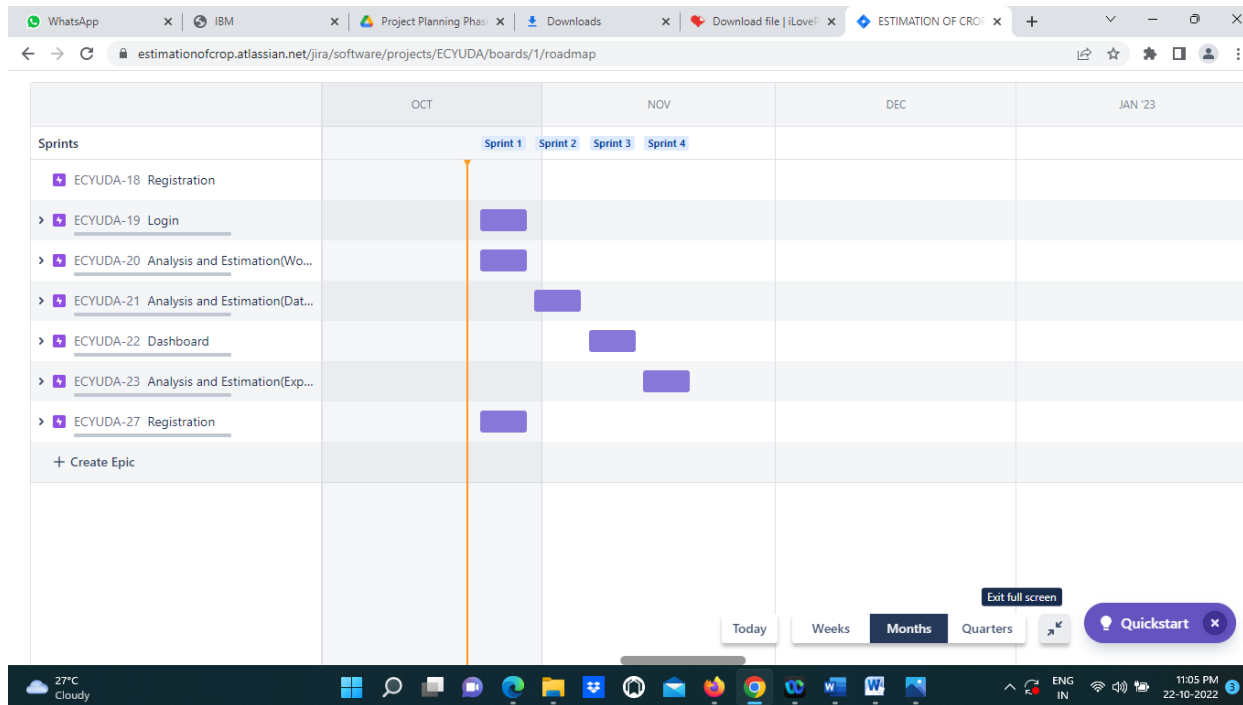 WhatsApp
IBM
Project Planning Phas
Downloads
Download file | iLoveP
ESTIMATION OF CROP
estimationofcrop.atlassian.net/jira/software/projects/ECYUDA/boards/1/roadmap
OCT NOV DEC JAN '23
Sprints Sprint 1 Sprint 2 Sprint 3 Sprint 4
ECYUDA-18 Registration
ECYUDA-19 Login
ECYUDA-20 Analysis and Estimation(Wo...
ECYUDA-21 Analysis and Estimation(Dat...
ECYUDA-22 Dashboard
ECYUDA-23 Analysis and Estimation(Exp...
ECYUDA-27 Registration
+ Create Epic
Exit full screen
Today Weeks Months Quarters
Quickstart
27°C
Cloudy
ENG
IN
11:05 PM
22-10-2022
3